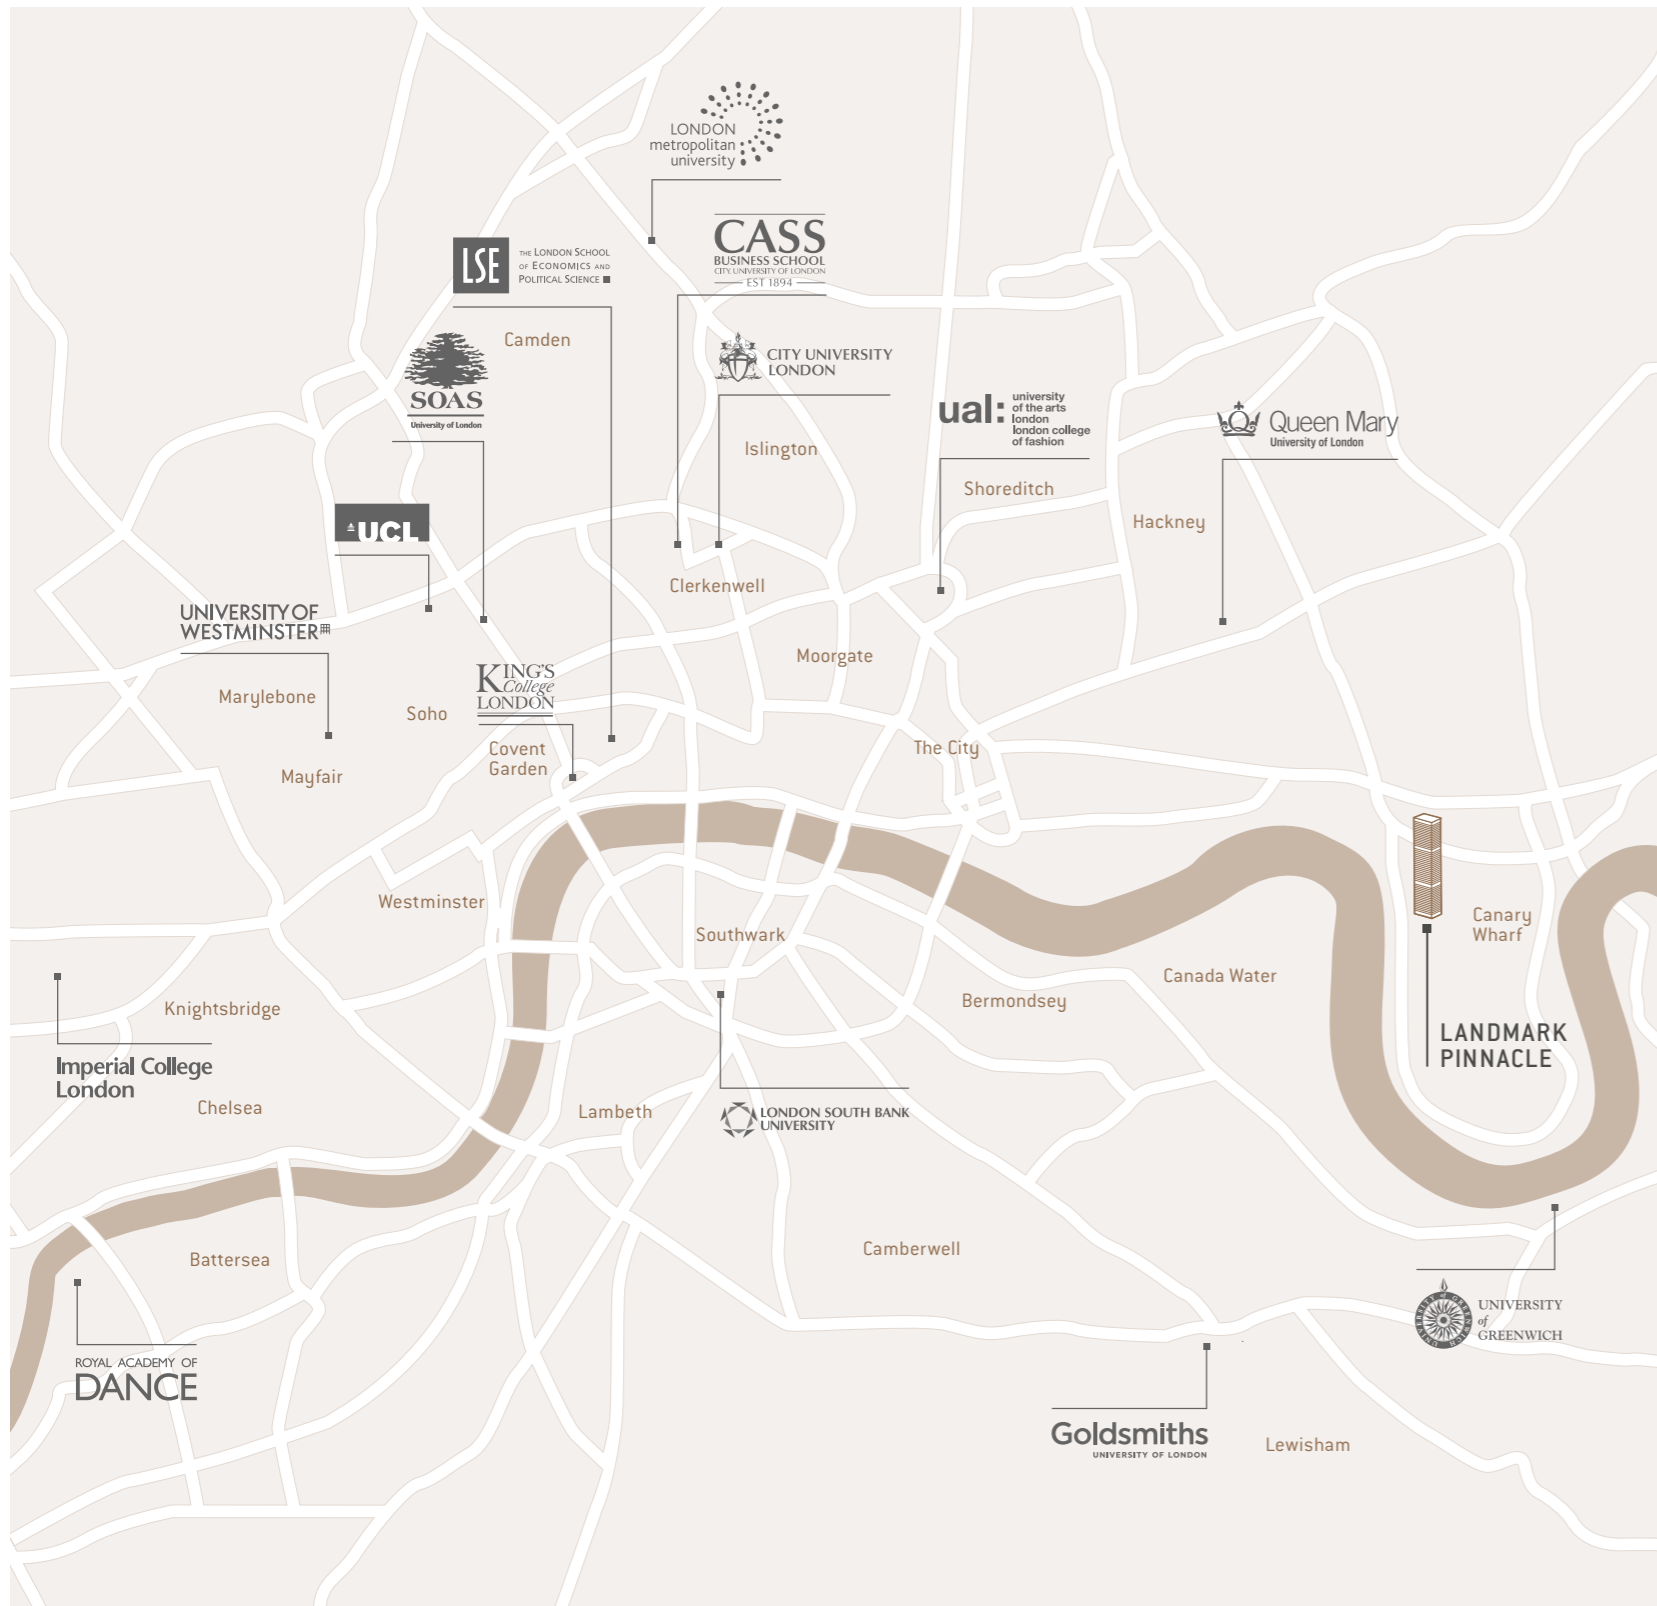 LONDON
metropolitan
university
CASS
BUSINESS SCHOOL
CITY UNIVERSITY OF LONDON
EST 1894
LSE
THE LONDON SCHOOL
OF ECONOMICS AND
POLITICAL SCIENCE
Camden
SOAS
University of London
CITY UNIVERSITY
LONDON
ual:
university
of the arts
london
london college
of fashion
Queen Mary
University of London
Islington
Shoreditch
Hackney
UCL
Clerkenwell
UNIVERSITY OF
WESTMINSTER
Moorgate
KING'S
College
LONDON
Marylebone
Soho
Covent
Garden
The City
Mayfair
Westminster
Southwark
Canary
Wharf
Canada Water
Bermondsey
Knightsbridge
LANDMARK
PINNACLE
Imperial College
London
Chelsea
Lambeth
LONDON SOUTH BANK
UNIVERSITY
Camberwell
Battersea
UNIVERSITY OF GREENWICH
UNIVERSITY
of
GREENWICH
ROYAL ACADEMY OF
DANCE
Goldsmiths
UNIVERSITY OF LONDON
Lewisham